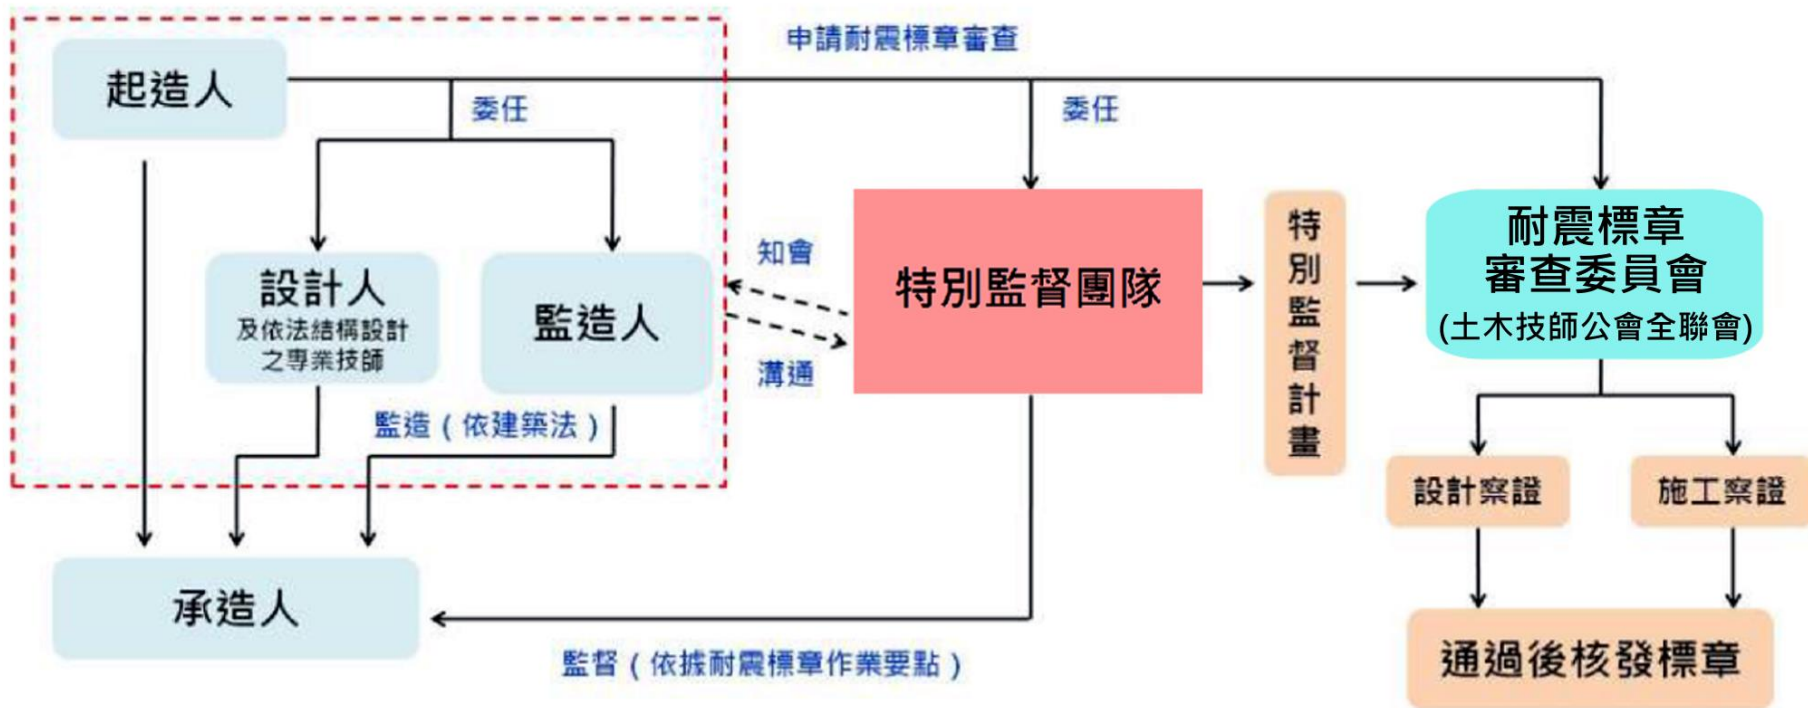 申請耐震標章審查
起造人
委任
委任
設計人
及依法結構設計
之專業技師
監造人
知會
溝通
特別監督團隊
特別監督計畫
耐震標章
審查委員會
(土木技師公會全聯會)
監造(依建築法)
設計察證
施工察證
承造人
監督(依據耐震標章作業要點)
通過後核發標章